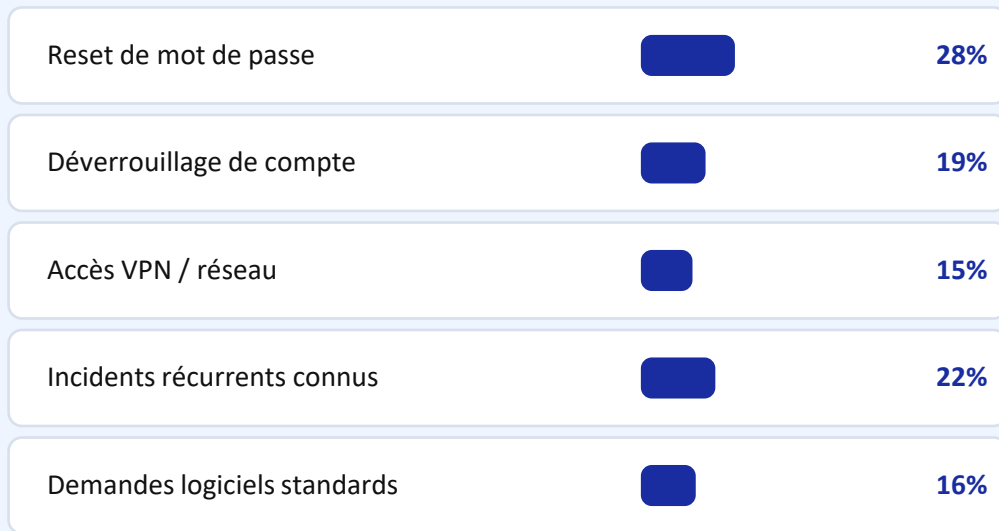 Reset de mot de passe 28%
Déverrouillage de compte 19%
Accès VPN / réseau 15%
Incidents récurrents connus 22%
Demandes logiciels standards 16%